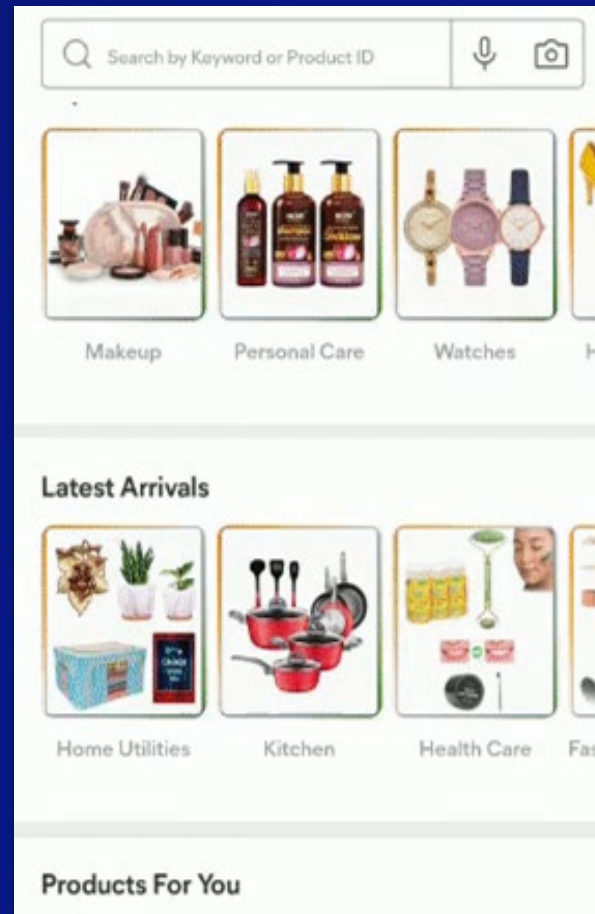 Search by Keyword or Product ID
Makeup
Personal Care
Watches
H
Latest Arrivals
Home Utilities
Kitchen
Health Care
Fas
Products For You